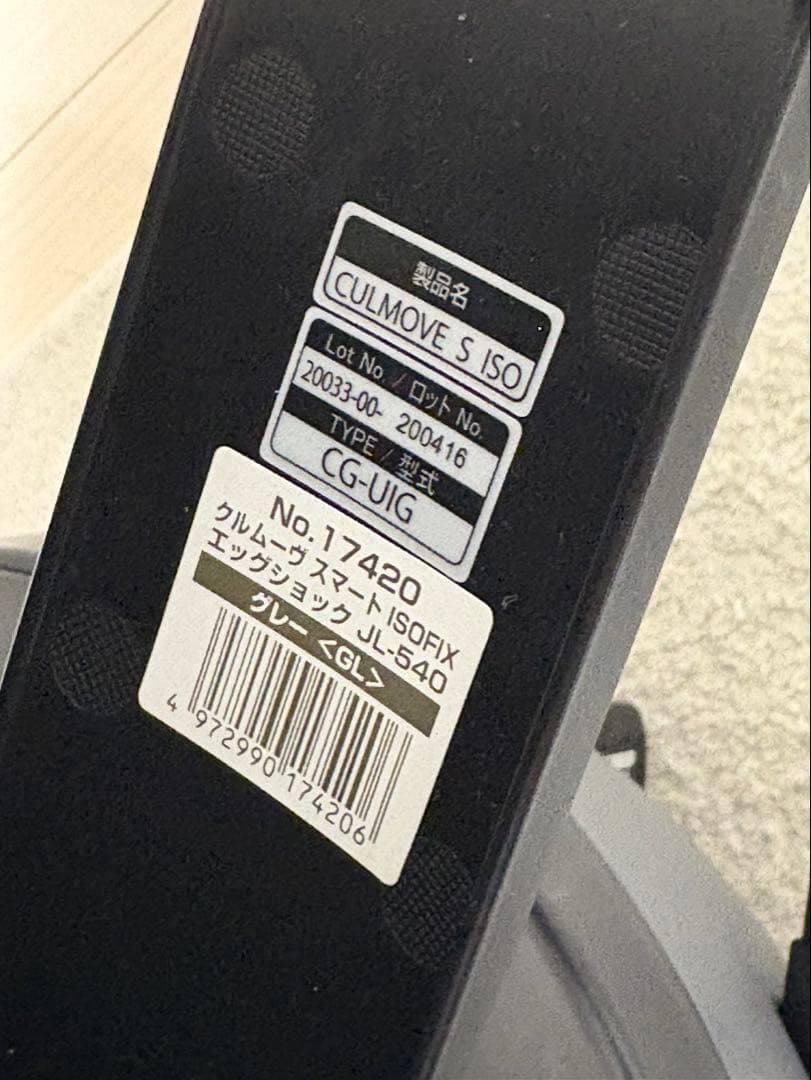 製品名
CULMOVE S ISO
Lot No. / ロット No.
20033-00- 200416
TYPE / 型式
CG-UIG
No.17420
クルムーヴ スマート ISOFIX
エッグショック JL-540
グレー <GL>
4 972990 174206